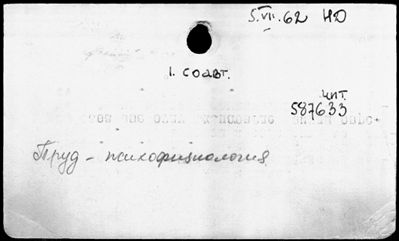 5.VII.62 НО
1. соавт.
чит.
587633
Труд - психофизиология